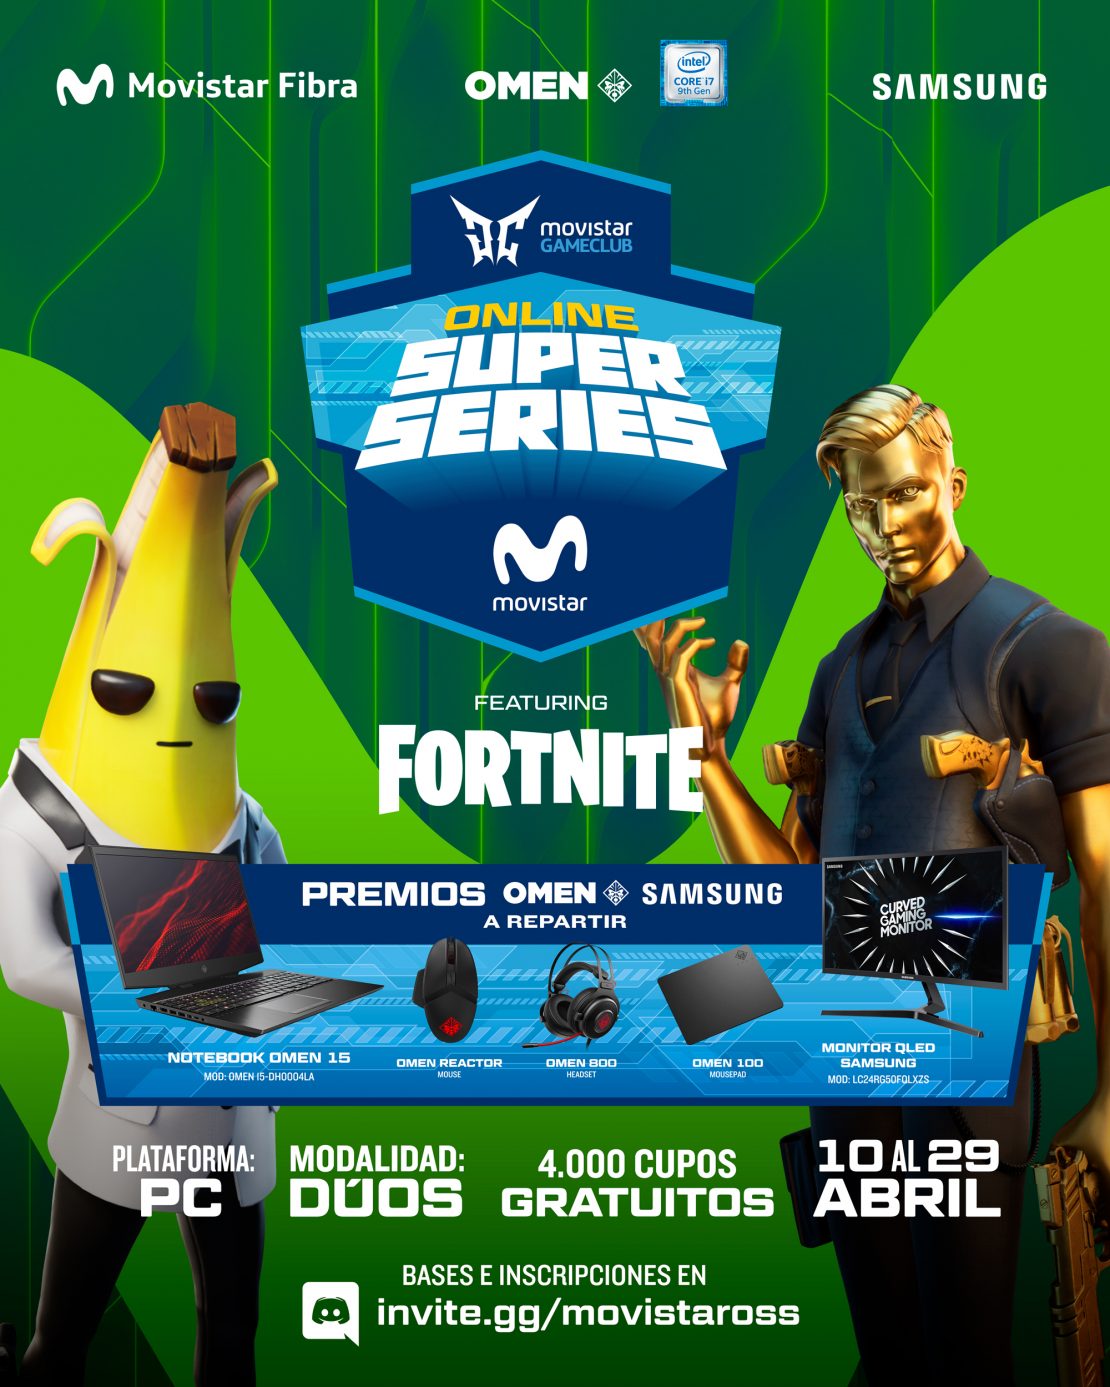 Movistar Fibra
OMEN
intel
CORE i7
9th Gen
SAMSUNG
movistar
GAMECLUB
ONLINE
SUPER
SERIES
movistar
FEATURING
FORTNITE
PREMIOS OMEN SAMSUNG
A REPARTIR
SAMSUNG
CURVED
GAMING
MONITOR
SAMSUNG
NOTEBOOK OMEN 15
MOD: OMEN I5-DH0004LA
OMEN REACTOR
MOUSE
OMEN 800
HEADSET
OMEN 100
MOUSEPAD
MONITOR QLED
SAMSUNG
MOD: LC24RG50FQLXZS
PLATAFORMA:
PC
MODALIDAD:
DÚOS
4.000 CUPOS
GRATUITOS
10 AL 29
ABRIL
BASES E INSCRIPCIONES EN
invite.gg/movistaross